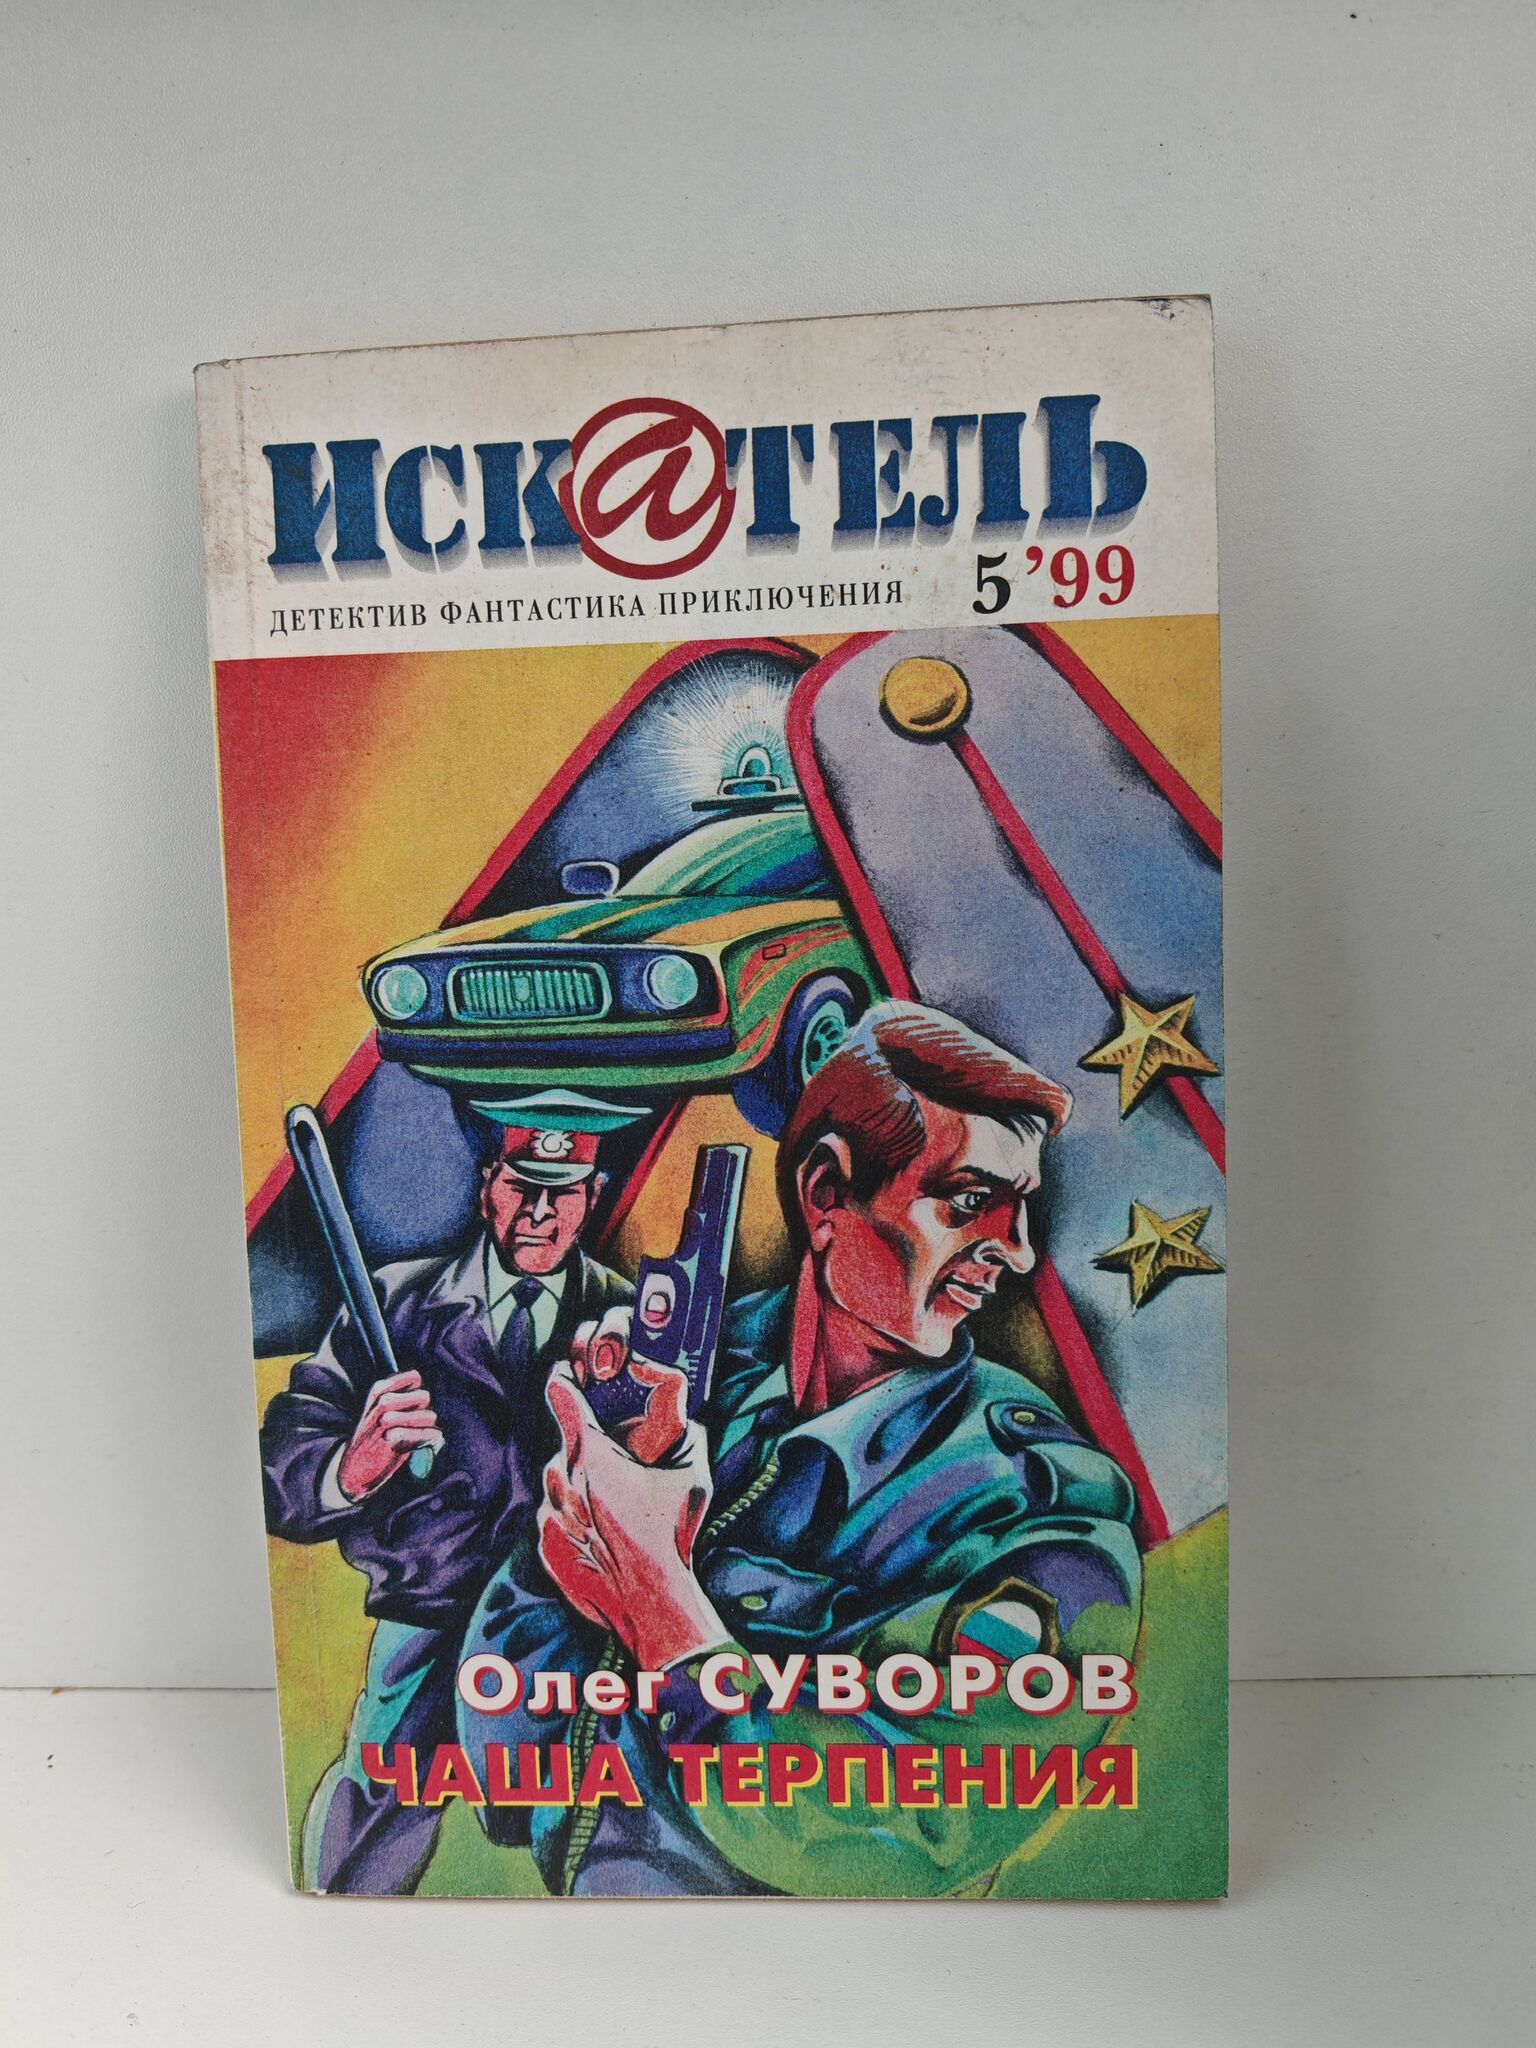 ИСК@ТЕЛЬ
ДЕТЕКТИВ ФАНТАСТИКА ПРИКЛЮЧЕНИЯ 5'99
Олег СУВОРОВ
ЧАША ТЕРПЕНИЯ